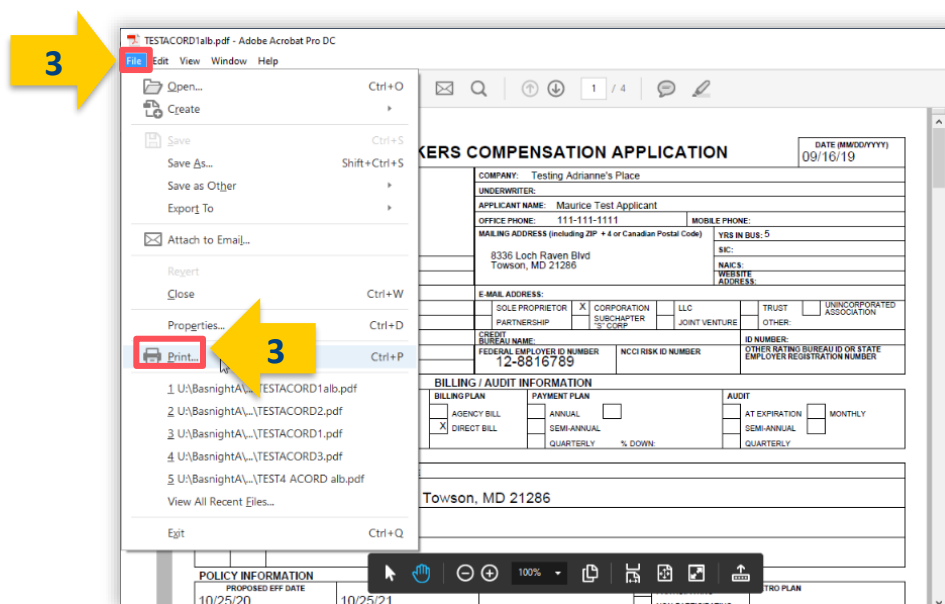 TESTACORD1alb.pdf - Adobe Acrobat Pro DC
3
File Edit View Window Help
Open... Ctrl+O
1 / 4
Create
Save Ctrl+S
Save As... Shift+Ctrl+S
Save as Other
Export To
Attach to Email...
Revert
Close Ctrl+W
Properties... Ctrl+D
3
Print... Ctrl+P
1 U:\BasnightA\...\TESTACORD1alb.pdf
2 U:\BasnightA\...\TESTACORD2.pdf
3 U:\BasnightA\...\TESTACORD1.pdf
4 U:\BasnightA\...\TESTACORD3.pdf
5 U:\BasnightA\...\TEST4 ACORD alb.pdf
View All Recent Files...
Exit Ctrl+Q
KERS COMPENSATION APPLICATION
DATE (MM/DD/YYYY)
09/16/19
COMPANY: Testing Adrianne's Place
UNDERWRITER:
APPLICANT NAME: Maurice Test Applicant
OFFICE PHONE: 111-111-1111 MOBILE PHONE:
MAILING ADDRESS (including ZIP + 4 or Canadian Postal Code) YRS IN BUS: 5
SIC:
8336 Loch Raven Blvd
Towson, MD 21286
NAICS:
WEBSITE
ADDRESS:
E-MAIL ADDRESS:
SOLE PROPRIETOR X CORPORATION LLC TRUST UNINCORPORATED
ASSOCIATION
PARTNERSHIP SUBCHAPTER
"S" CORP JOINT VENTURE OTHER:
CREDIT
BUREAU NAME: ID NUMBER:
FEDERAL EMPLOYER ID NUMBER NCCI RISK ID NUMBER OTHER RATING BUREAU ID OR STATE
EMPLOYER REGISTRATION NUMBER
12-8816789
BILLING / AUDIT INFORMATION
BILLING PLAN PAYMENT PLAN AUDIT
AGENCY BILL ANNUAL AT EXPIRATION MONTHLY
X DIRECT BILL SEMI-ANNUAL SEMI-ANNUAL
QUARTERLY % DOWN: QUARTERLY
Towson, MD 21286
100%
POLICY INFORMATION
PROPOSED EFF DATE TRO PLAN
10/25/20 10/25/21